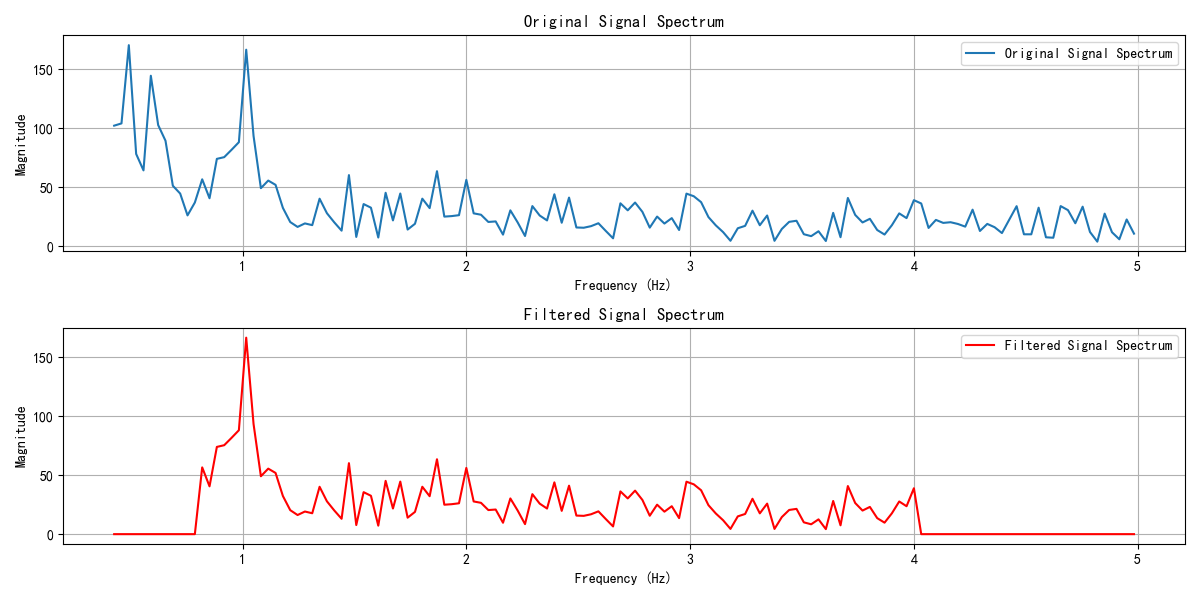 Original Signal Spectrum
Original Signal Spectrum
Magnitude
150
100
50
0
1 2 3 4 5
Frequency (Hz)
Filtered Signal Spectrum
Filtered Signal Spectrum
Magnitude
150
100
50
0
1 2 3 4 5
Frequency (Hz)